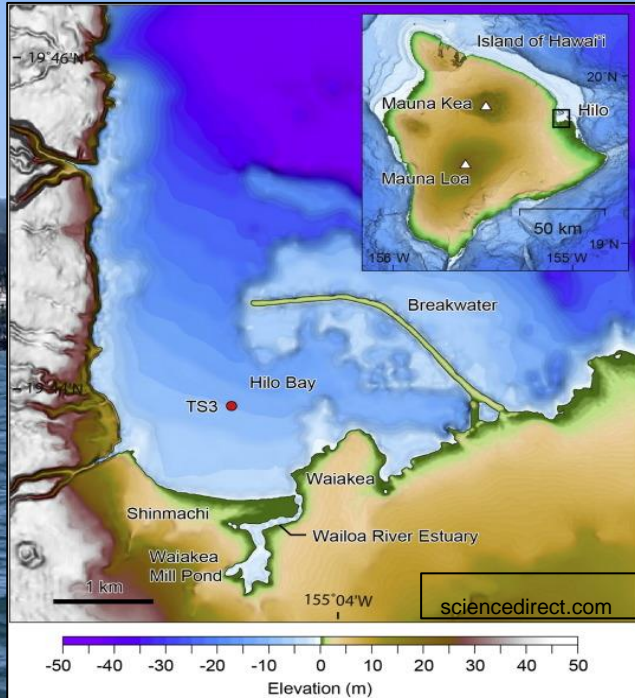 19°46'N
Island of Hawai'i
20°N
Mauna Kea
Hilo
Mauna Loa
50 km
19°N
156°W
155°W
Breakwater
19°44'N
Hilo Bay
TS3
Waiakea
Shinmachi
Wailoa River Estuary
Waiakea
Mill Pond
1 km
155°04'W
sciencedirect.com
-50 -40 -30 -20 -10 0 10 20 30 40 50
Elevation (m)